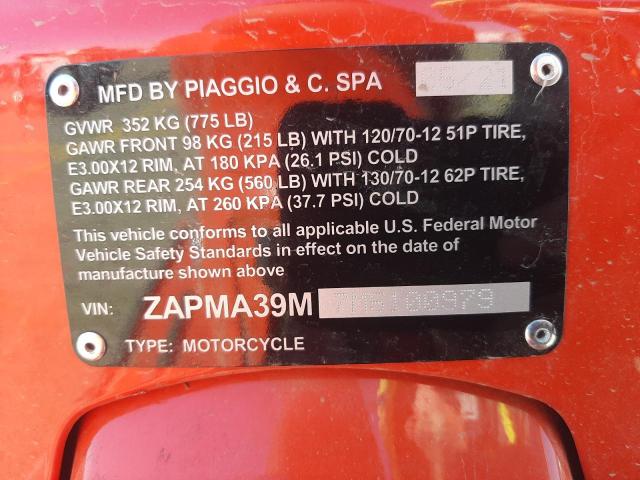 MFD BY PIAGGIO & C. SPA
GVWR 352 KG (775 LB)
GAWR FRONT 98 KG (215 LB) WITH 120/70-12 51P TIRE,
E3.00X12 RIM, AT 180 KPA (26.1 PSI) COLD
GAWR REAR 254 KG (560 LB) WITH 130/70-12 62P TIRE,
E3.00X12 RIM, AT 260 KPA (37.7 PSI) COLD
This vehicle conforms to all applicable U.S. Federal Motor
Vehicle Safety Standards in effect on the date of
manufacture shown above
VIN: ZAPMA39M
TYPE: MOTORCYCLE